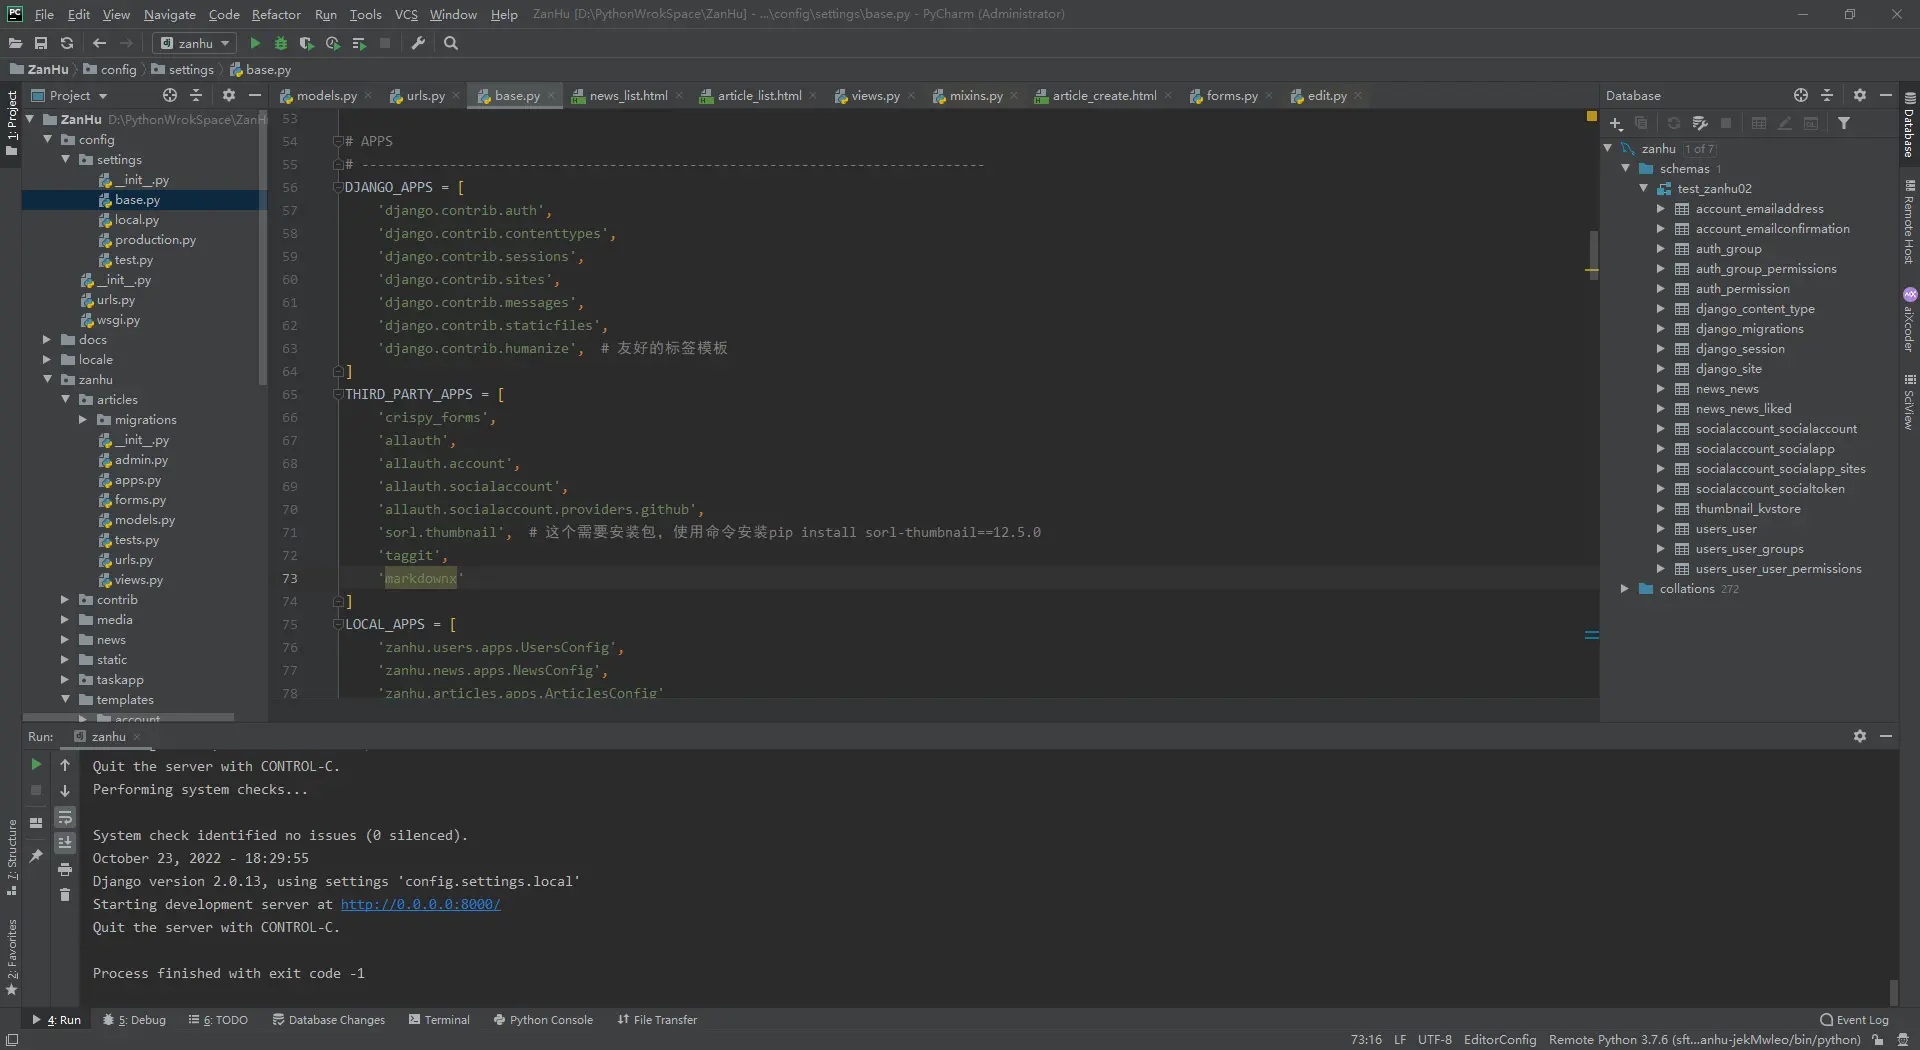 File Edit View Navigate Code Refactor Run Tools VCS Window Help ZanHu [D:\PythonWrokSpace\ZanHu] - ...\config\settings\base.py - PyCharm (Administrator)
zanhu
ZanHu config settings base.py
Project
models.py urls.py base.py news_list.html article_list.html views.py mixins.py article_create.html forms.py edit.py
1: Project
ZanHu D:\PythonWrokSpace\ZanH
config
settings
__init__.py
base.py
local.py
production.py
test.py
__init__.py
urls.py
wsgi.py
docs
locale
zanhu
articles
migrations
__init__.py
admin.py
apps.py
forms.py
models.py
tests.py
urls.py
views.py
contrib
media
news
static
taskapp
templates
account
53
54 # APPS
55 # ------------------------------------------------------------------------------
56 DJANGO_APPS = [
57 'django.contrib.auth',
58 'django.contrib.contenttypes',
59 'django.contrib.sessions',
60 'django.contrib.sites',
61 'django.contrib.messages',
62 'django.contrib.staticfiles',
63 'django.contrib.humanize', # 友好的标签模板
64 ]
65 THIRD_PARTY_APPS = [
66 'crispy_forms',
67 'allauth',
68 'allauth.account',
69 'allauth.socialaccount',
70 'allauth.socialaccount.providers.github',
71 'sorl.thumbnail', # 这个需要安装包，使用命令安装pip install sorl-thumbnail==12.5.0
72 'taggit',
73 'markdownx'
74 ]
75 LOCAL_APPS = [
76 'zanhu.users.apps.UsersConfig',
77 'zanhu.news.apps.NewsConfig',
78 'zanhu.articles.apps.ArticlesConfig'
Database
zanhu 1 of 7
schemas 1
test_zanhu02
account_emailaddress
account_emailconfirmation
auth_group
auth_group_permissions
auth_permission
django_content_type
django_migrations
django_session
django_site
news_news
news_news_liked
socialaccount_socialaccount
socialaccount_socialapp
socialaccount_socialapp_sites
socialaccount_socialtoken
thumbnail_kvstore
users_user
users_user_groups
users_user_user_permissions
collations 272
Database
Remote Host
aiXcoder
SciView
Run: zanhu
Quit the server with CONTROL-C.
Performing system checks...
System check identified no issues (0 silenced).
October 23, 2022 - 18:29:55
Django version 2.0.13, using settings 'config.settings.local'
Starting development server at http://0.0.0.0:8000/
Quit the server with CONTROL-C.
Process finished with exit code -1
7: Structure
2: Favorites
4: Run 5: Debug 6: TODO Database Changes Terminal Python Console File Transfer Event Log
73:16 LF UTF-8 EditorConfig Remote Python 3.7.6 (sft...anhu-jekMwleo/bin/python)